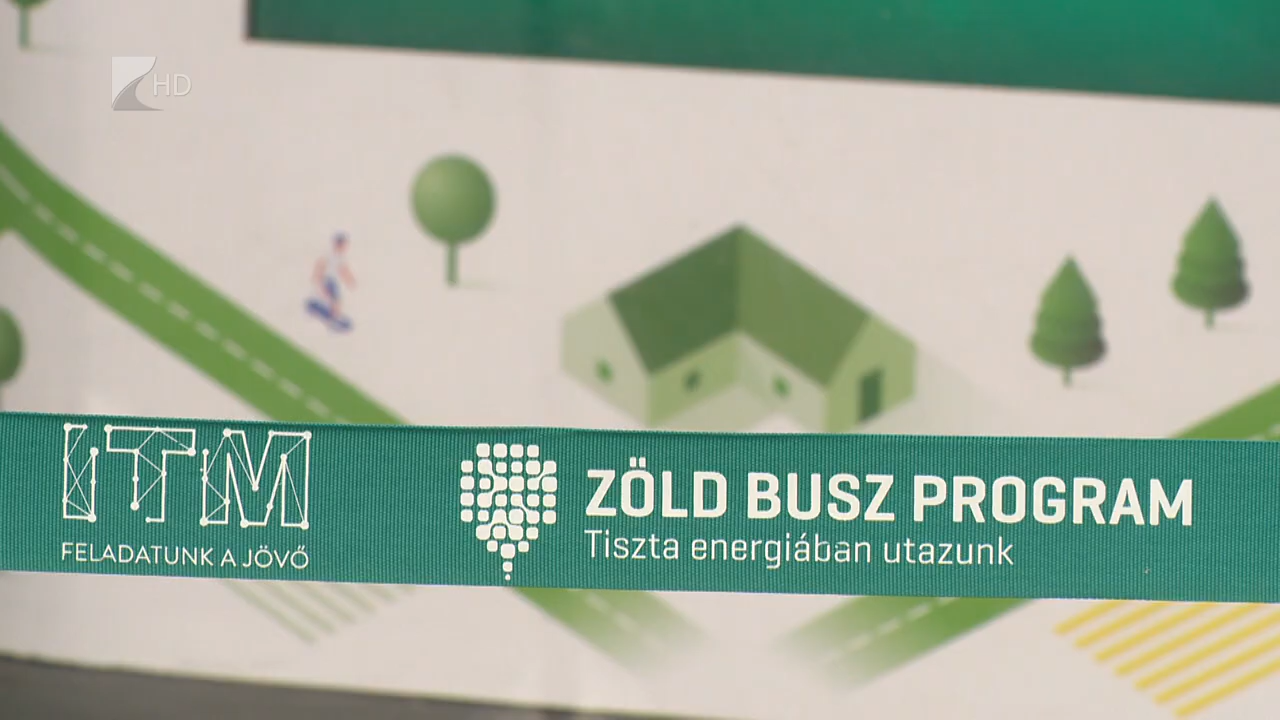 HD
ITM
FELADATUNK A JÖVŐ
ZÖLD BUSZ PROGRAM
Tiszta energiában utazunk